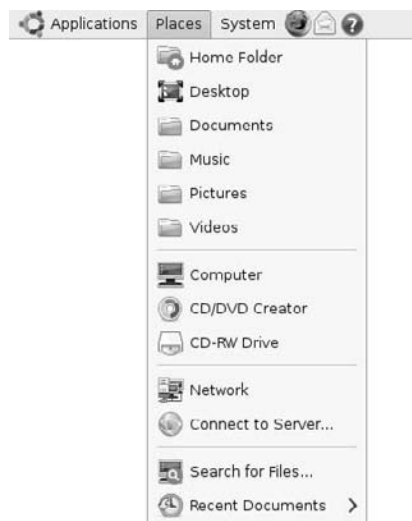 Applications Places System
Home Folder
Desktop
Documents
Music
Pictures
Videos
Computer
CD/DVD Creator
CD-RW Drive
Network
Connect to Server...
Search for Files...
Recent Documents